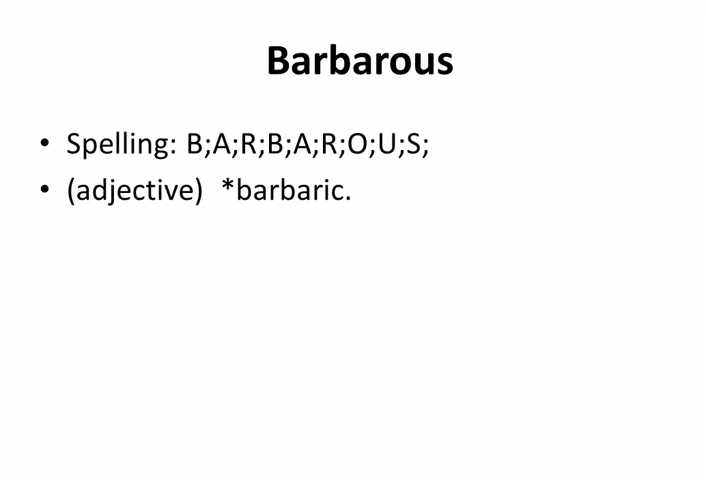 Barbarous
• Spelling: B;A;R;B;A;R;O;U;S;
• (adjective)  *barbaric.